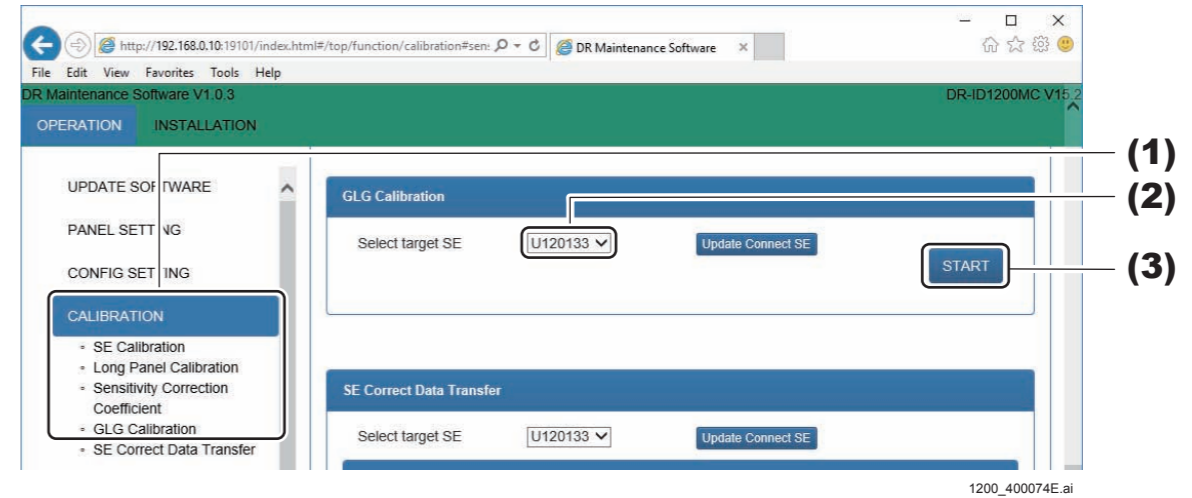 http://192.168.0.10:19101/index.html#/top/function/calibration#sen:
DR Maintenance Software
File Edit View Favorites Tools Help
DR Maintenance Software V1.0.3
DR-ID1200MC V15.2
OPERATION INSTALLATION
(1)
UPDATE SOFTWARE
GLG Calibration
(2)
PANEL SETTING
Select target SE U120133 Update Connect SE
START
(3)
CONFIG SETTING
CALIBRATION
SE Calibration
Long Panel Calibration
Sensitivity Correction
Coefficient
GLG Calibration
SE Correct Data Transfer
SE Correct Data Transfer
Select target SE U120133 Update Connect SE
1200_400074E.ai